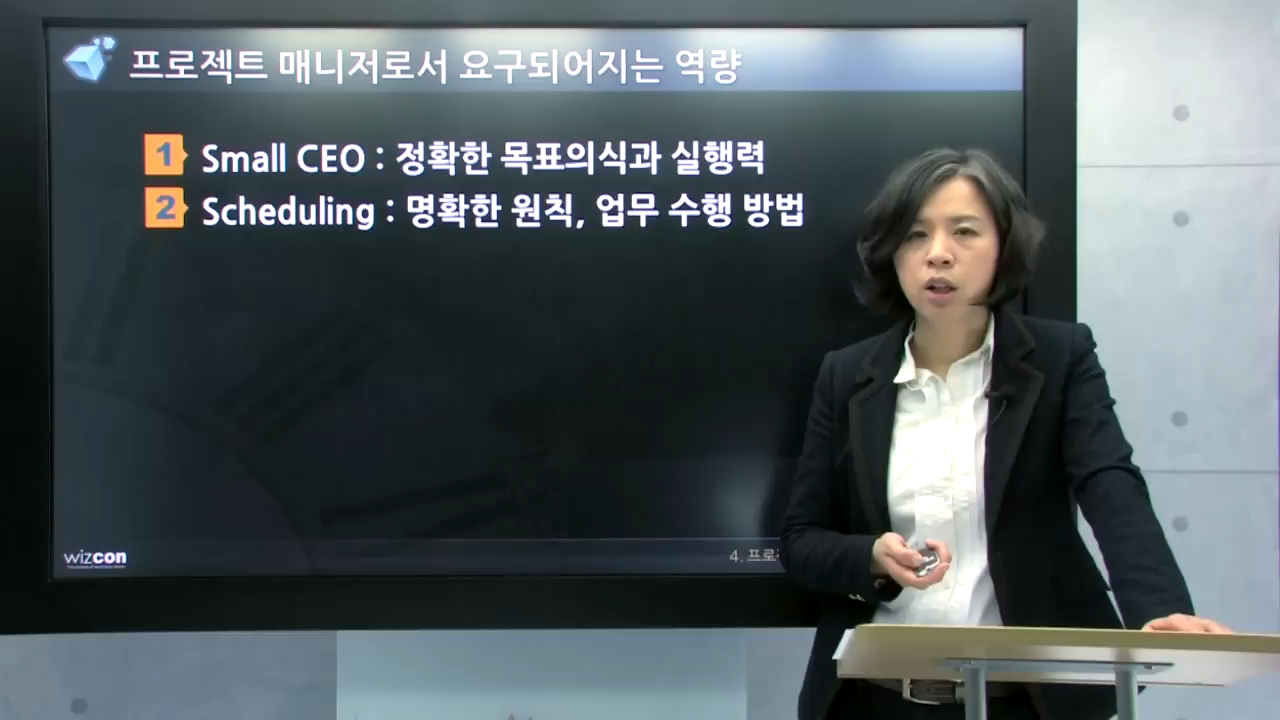 프로젝트 매니저로서 요구되어지는 역량
1 Small CEO : 정확한 목표의식과 실행력
2 Scheduling : 명확한 원칙, 업무 수행 방법
wizcon
4.